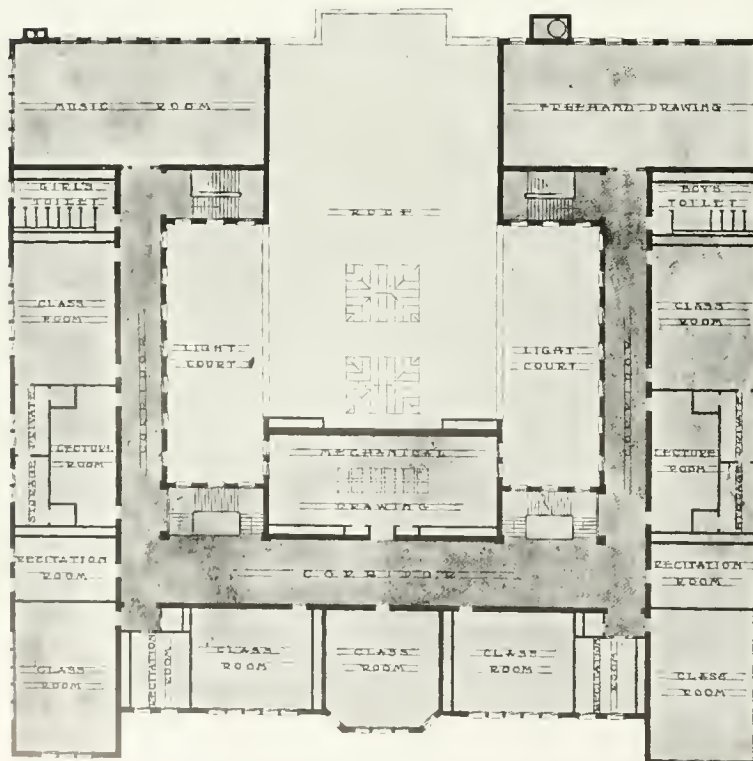 MUSIC ROOM
FREEHAND DRAWING
GIRLS
TOILET
BOYS
TOILET
ROOF
CLASS
ROOM
CLASS
ROOM
LIGHT
COURT
LIGHT
COURT
CORRIDOR
CORRIDOR
PRIVATE
STORAGE
LECTURE
ROOM
MECHANICAL
DRAWING
LECTURE
ROOM
PRIVATE
STORAGE
RECITATION
ROOM
CORRIDOR
RECITATION
ROOM
CLASS
ROOM
RECITATION
ROOM
CLASS
ROOM
CLASS
ROOM
CLASS
ROOM
RECITATION
ROOM
CLASS
ROOM